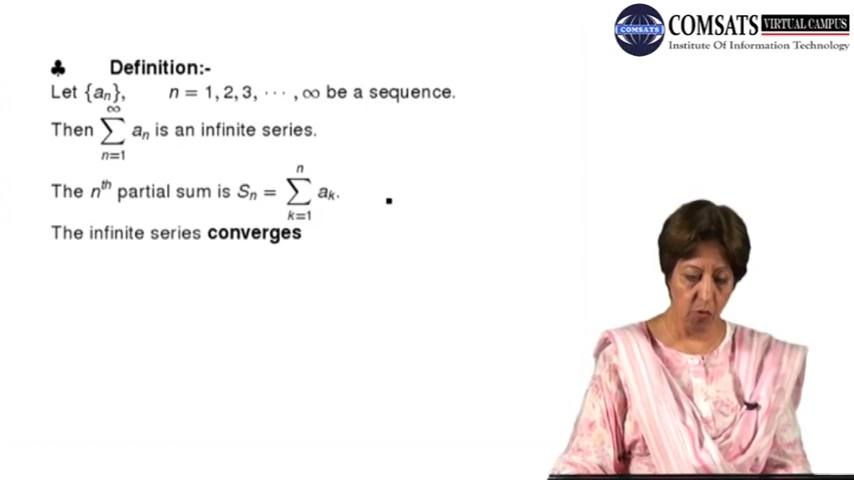 COMSATS VIRTUAL CAMPUS
Institute Of Information Technology
COMSATS
♣ Definition:-
Let {aₙ}, n = 1, 2, 3, ··· , ∞ be a sequence.
Then ∑_{n=1}^{∞} aₙ is an infinite series.
The nᵗʰ partial sum is Sₙ = ∑_{k=1}^{n} aₖ.
The infinite series converges